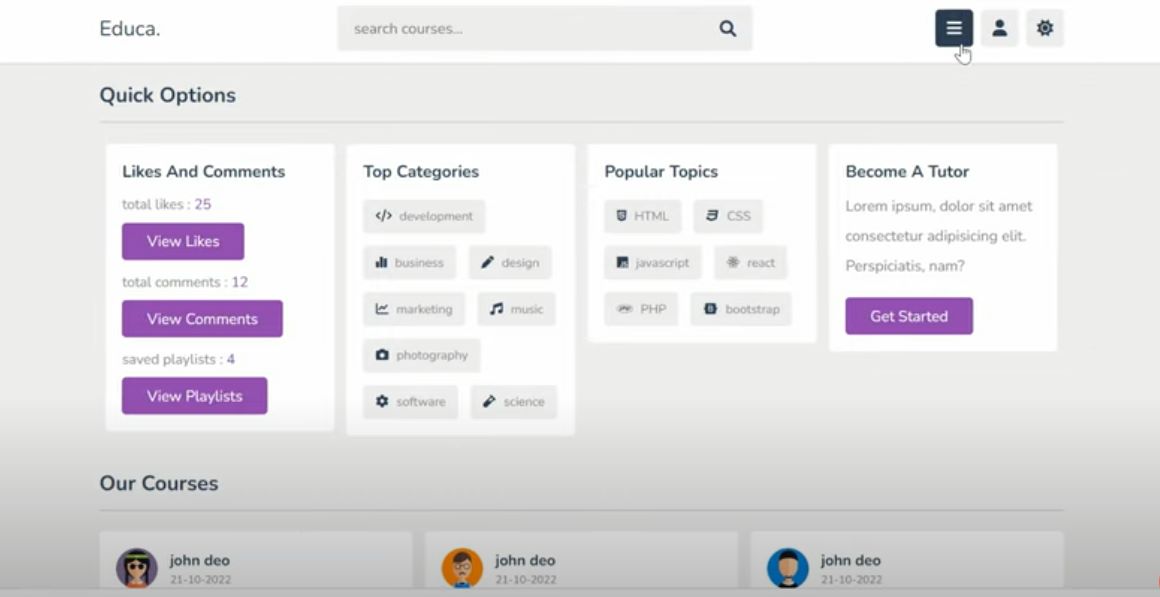 Educa.
search courses...
Quick Options
Likes And Comments
total likes : 25
View Likes
total comments : 12
View Comments
saved playlists : 4
View Playlists
Top Categories
development
business design
marketing music
photography
software science
Popular Topics
HTML CSS
javascript react
PHP bootstrap
Become A Tutor
Lorem ipsum, dolor sit amet
consectetur adipisicing elit.
Perspiciatis, nam?
Get Started
Our Courses
john deo
21-10-2022
john deo
21-10-2022
john deo
21-10-2022